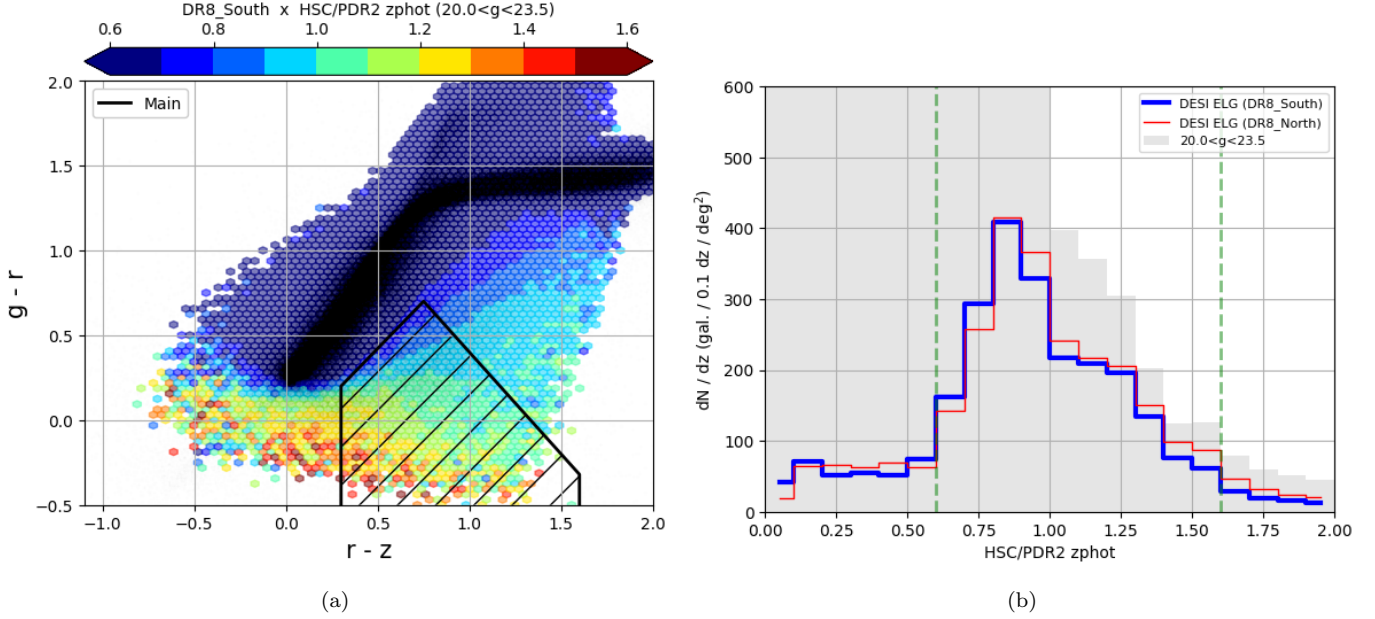 DR8_South x HSC/PDR2 zphot (20.0<g<23.5)
0.6 0.8 1.0 1.2 1.4 1.6
Main
2.0
1.5
1.0
0.5
0.0
−0.5
g - r
−1.0 −0.5 0.0 0.5 1.0 1.5 2.0
r - z
(a)
DESI ELG (DR8_South)
DESI ELG (DR8_North)
20.0<g<23.5
600
500
400
300
200
100
0
dN / dz (gal. / 0.1 dz / deg²)
0.00 0.25 0.50 0.75 1.00 1.25 1.50 1.75 2.00
HSC/PDR2 zphot
(b)